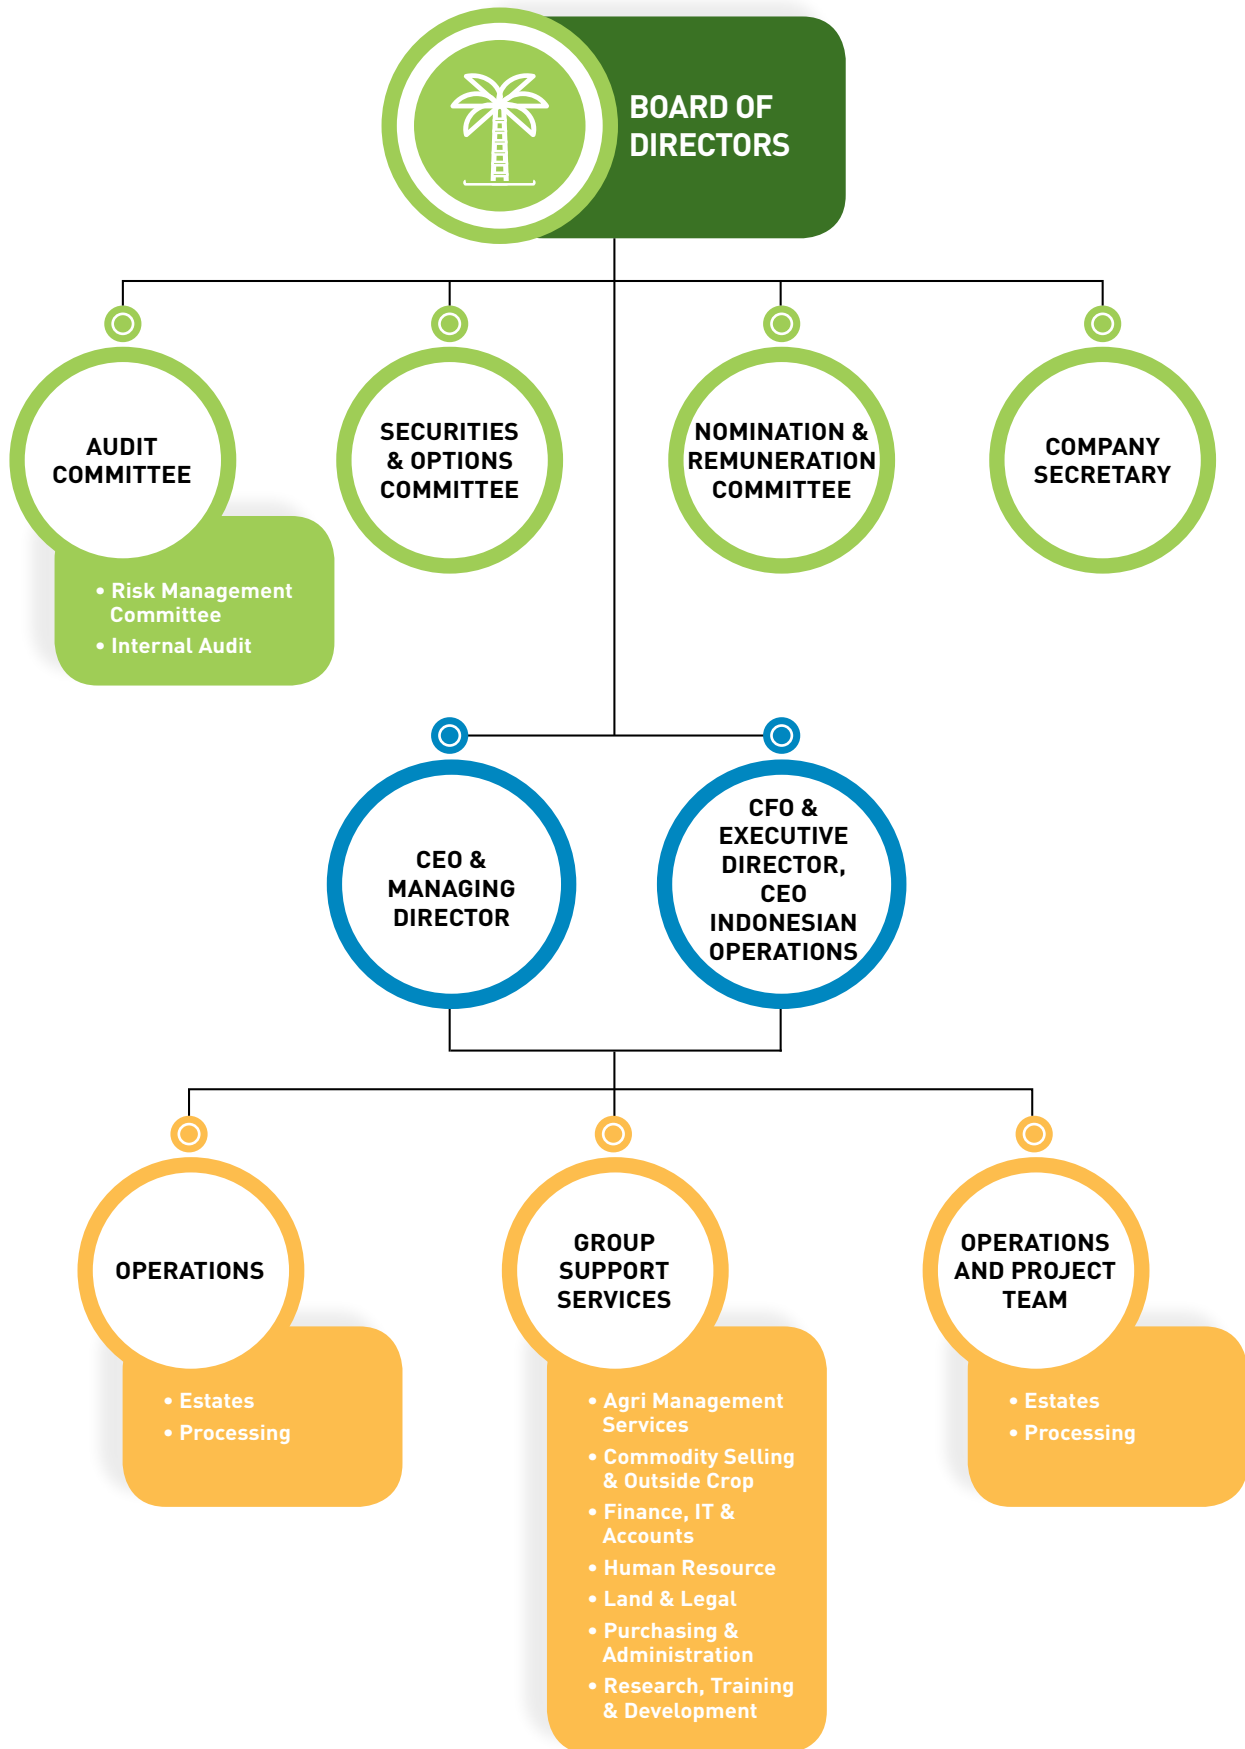 BOARD OF
DIRECTORS
AUDIT
COMMITTEE
• Risk Management
Committee
• Internal Audit
SECURITIES
& OPTIONS
COMMITTEE
NOMINATION &
REMUNERATION
COMMITTEE
COMPANY
SECRETARY
CEO &
MANAGING
DIRECTOR
CFO &
EXECUTIVE
DIRECTOR,
CEO
INDONESIAN
OPERATIONS
OPERATIONS
• Estates
• Processing
GROUP
SUPPORT
SERVICES
• Agri Management
Services
• Commodity Selling
& Outside Crop
• Finance, IT &
Accounts
• Human Resource
• Land & Legal
• Purchasing &
Administration
• Research, Training
& Development
OPERATIONS
AND PROJECT
TEAM
• Estates
• Processing